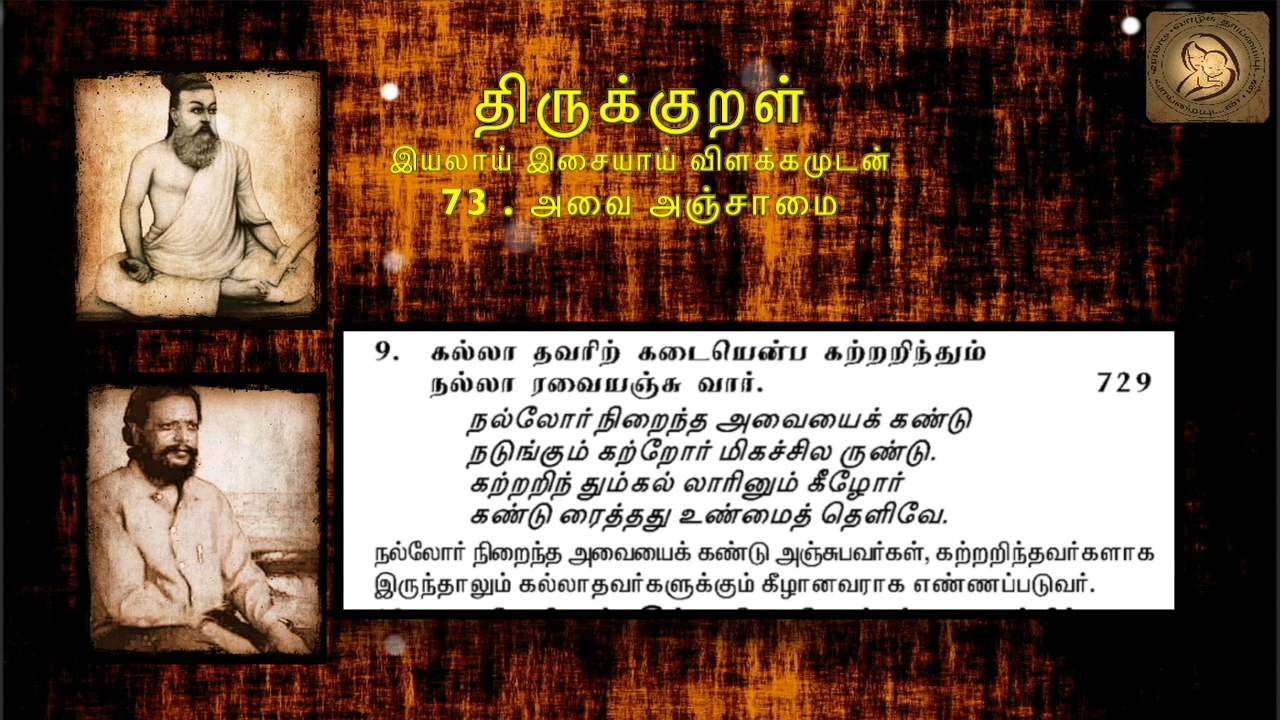 திருக்குறள்
இயலாய் இசையாய் விளக்கமுடன்
73 . அவை அஞ்சாமை
9. கல்லா தவரிற் கடையென்ப கற்றறிந்தும்
நல்லா ரவையஞ்சு வார். 729
நல்லோர் நிறைந்த அவையைக் கண்டு
நடுங்கும் கற்றோர் மிகச்சில ருண்டு.
கற்றறிந் தும்கல் லாரினும் கீழோர்
கண்டு ரைத்தது உண்மைத் தெளிவே.
நல்லோர் நிறைந்த அவையைக் கண்டு அஞ்சுபவர்கள், கற்றறிந்தவர்களாக
இருந்தாலும் கல்லாதவர்களுக்கும் கீழானவராக எண்ணப்படுவர்.